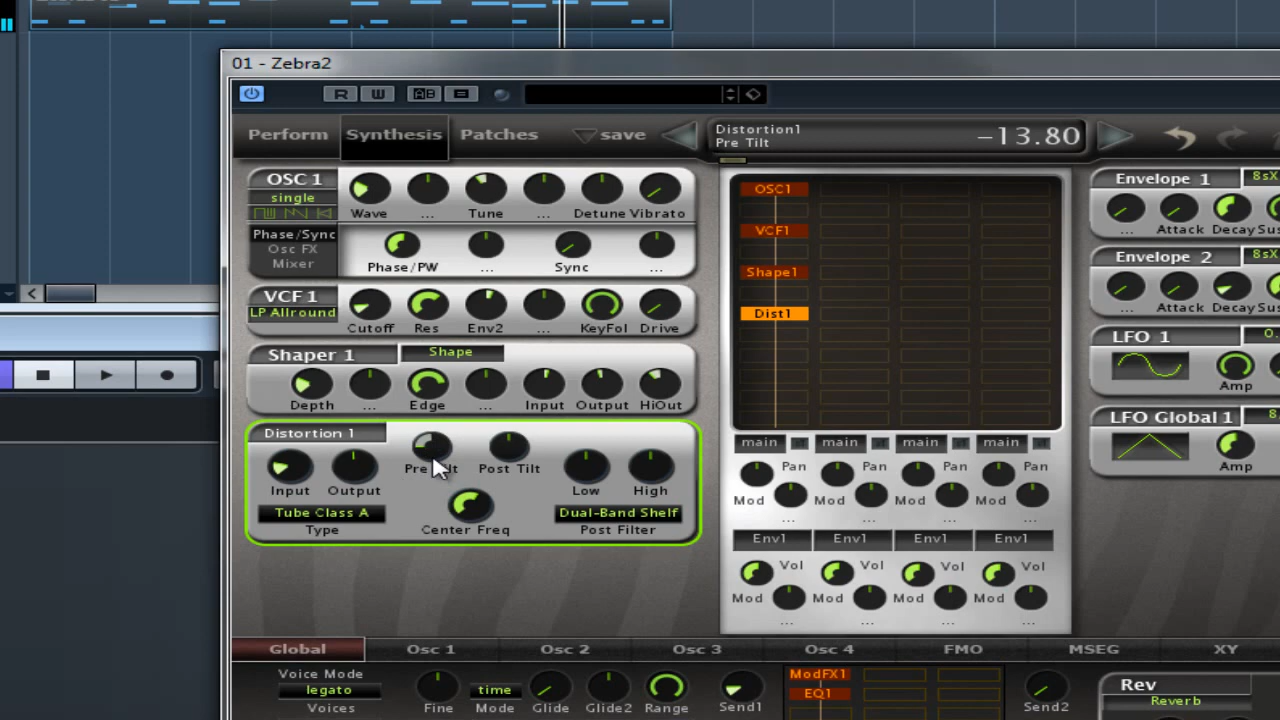 01 - Zebra2
R W AB
Perform Synthesis Patches save
Distortion1
Pre Tilt
-13.80
OSC 1
single
Wave ... Tune ... Detune Vibrato
Phase/Sync
Osc FX
Mixer
Phase/PW ... Sync ...
VCF 1
LP Allround
Cutoff Res Env2 ... KeyFol Drive
Shaper 1 Shape
Depth ... Edge ... Input Output HiOut
Distortion 1
Input Output Post Tilt Low High
Tube Class A
Type
Center Freq
Dual-Band Shelf
Post Filter
OSC1
VCF1
Shape1
Dist1
main main main main
Pan Pan Pan Pan
Mod Mod Mod Mod
... ... ... ...
Env1 Env1 Env1 Env1
Vol Vol Vol Vol
Mod Mod Mod Mod
... ... ... ...
Envelope 1
... Attack Decay
Envelope 2
... Attack Decay
LFO 1
Amp
LFO Global 1
Amp
Global Osc 1 Osc 2 Osc 3 Osc 4 FMO MSEG XY
Voice Mode
legato
Voices
Fine
time
Mode
Glide Glide2 Range Send1
ModFX1
EQ1
Send2
Rev
Reverb